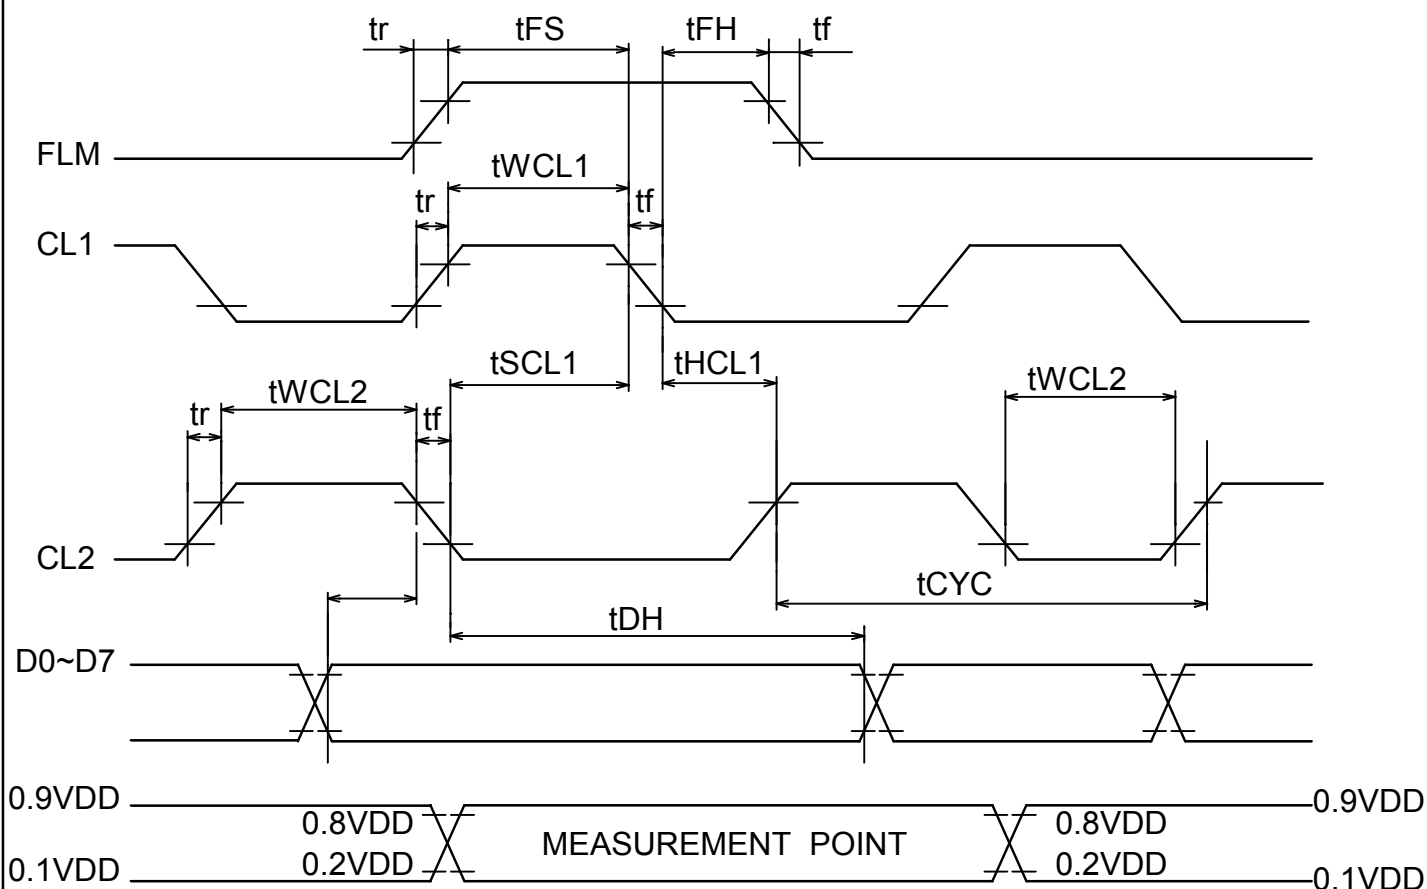 tr tFS tFH tf
FLM
tWCL1
tr tf
CL1
tSCL1 tHCL1
tWCL2 tWCL2
tr tf
CL2
tCYC
tDH
D0~D7
0.9VDD 0.9VDD
0.8VDD MEASUREMENT POINT 0.8VDD
0.2VDD 0.2VDD
0.1VDD 0.1VDD